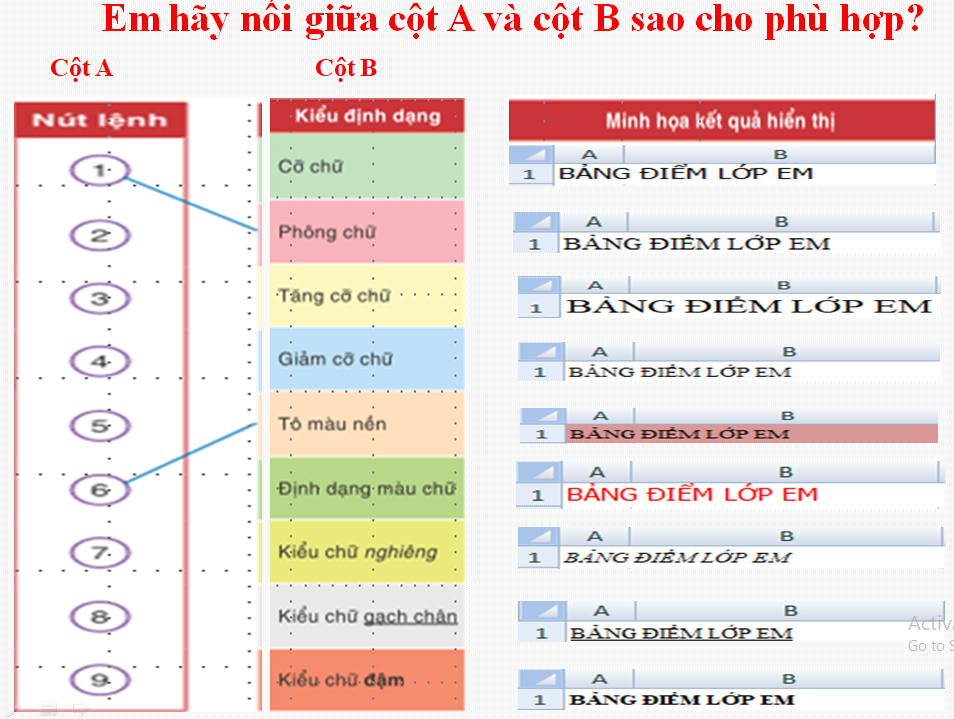 Em hãy nối giữa cột A và cột B sao cho phù hợp?
Cột A
Cột B
Nút lệnh
Kiểu định dạng
Minh họa kết quả hiển thị
1
Cỡ chữ
A B
1 BẢNG ĐIỂM LỚP EM
2
Phông chữ
A B
1 BẢNG ĐIỂM LỚP EM
3
Tăng cỡ chữ
A B
1 BẢNG ĐIỂM LỚP EM
4
Giảm cỡ chữ
A B
1 BẢNG ĐIỂM LỚP EM
5
Tô màu nền
A B
1 BẢNG ĐIỂM LỚP EM
6
Định dạng màu chữ
A B
1 BẢNG ĐIỂM LỚP EM
7
Kiểu chữ nghiêng
A B
1 BẢNG ĐIỂM LỚP EM
8
Kiểu chữ gạch chân
A B
1 BẢNG ĐIỂM LỚP EM
9
Kiểu chữ đậm
A B
1 BẢNG ĐIỂM LỚP EM
Activa
Go to S